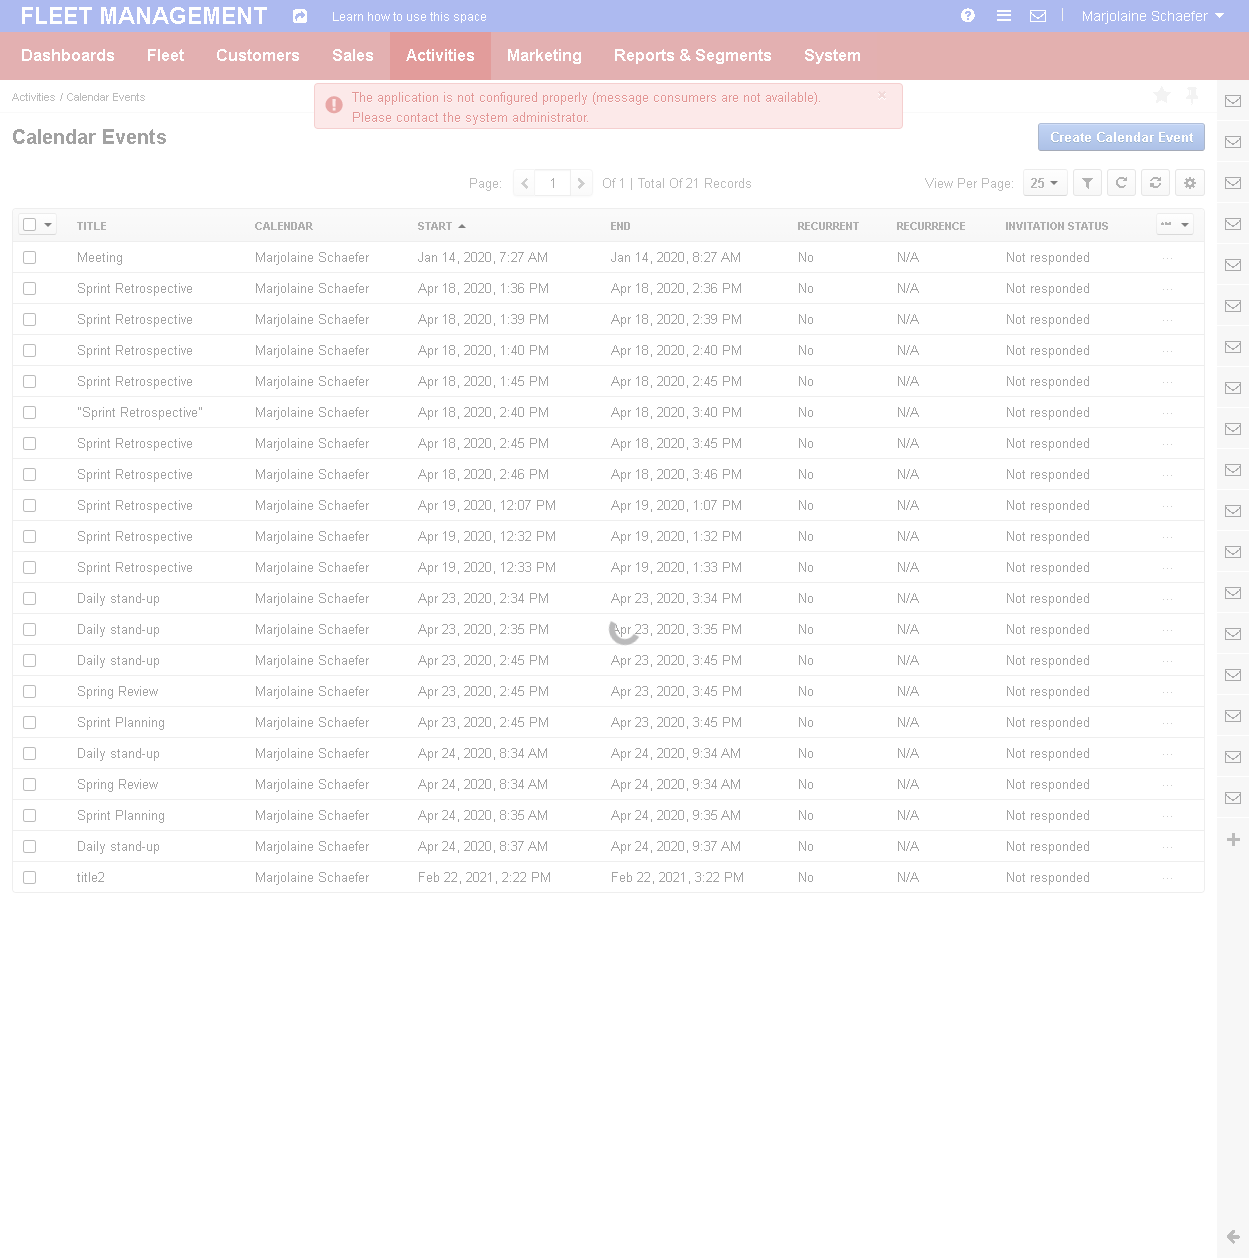 FLEET MANAGEMENT Learn how to use this space Marjolaine Schaefer
Dashboards Fleet Customers Sales Activities Marketing Reports & Segments System
Activities / Calendar Events
The application is not configured properly (message consumers are not available). ×
Please contact the system administrator.
Calendar Events Create Calendar Event
Page: 1 Of 1 | Total Of 21 Records View Per Page: 25
TITLE CALENDAR START END RECURRENT RECURRENCE INVITATION STATUS
Meeting Marjolaine Schaefer Jan 14, 2020, 7:27 AM Jan 14, 2020, 8:27 AM No N/A Not responded ...
Sprint Retrospective Marjolaine Schaefer Apr 18, 2020, 1:36 PM Apr 18, 2020, 2:36 PM No N/A Not responded ...
Sprint Retrospective Marjolaine Schaefer Apr 18, 2020, 1:39 PM Apr 18, 2020, 2:39 PM No N/A Not responded ...
Sprint Retrospective Marjolaine Schaefer Apr 18, 2020, 1:40 PM Apr 18, 2020, 2:40 PM No N/A Not responded ...
Sprint Retrospective Marjolaine Schaefer Apr 18, 2020, 1:45 PM Apr 18, 2020, 2:45 PM No N/A Not responded ...
"Sprint Retrospective" Marjolaine Schaefer Apr 18, 2020, 2:40 PM Apr 18, 2020, 3:40 PM No N/A Not responded ...
Sprint Retrospective Marjolaine Schaefer Apr 18, 2020, 2:45 PM Apr 18, 2020, 3:45 PM No N/A Not responded ...
Sprint Retrospective Marjolaine Schaefer Apr 18, 2020, 2:46 PM Apr 18, 2020, 3:46 PM No N/A Not responded ...
Sprint Retrospective Marjolaine Schaefer Apr 19, 2020, 12:07 PM Apr 19, 2020, 1:07 PM No N/A Not responded ...
Sprint Retrospective Marjolaine Schaefer Apr 19, 2020, 12:32 PM Apr 19, 2020, 1:32 PM No N/A Not responded ...
Sprint Retrospective Marjolaine Schaefer Apr 19, 2020, 12:33 PM Apr 19, 2020, 1:33 PM No N/A Not responded ...
Daily stand-up Marjolaine Schaefer Apr 23, 2020, 2:34 PM Apr 23, 2020, 3:34 PM No N/A Not responded ...
Daily stand-up Marjolaine Schaefer Apr 23, 2020, 2:35 PM Apr 23, 2020, 3:35 PM No N/A Not responded ...
Daily stand-up Marjolaine Schaefer Apr 23, 2020, 2:45 PM Apr 23, 2020, 3:45 PM No N/A Not responded ...
Spring Review Marjolaine Schaefer Apr 23, 2020, 2:45 PM Apr 23, 2020, 3:45 PM No N/A Not responded ...
Sprint Planning Marjolaine Schaefer Apr 23, 2020, 2:45 PM Apr 23, 2020, 3:45 PM No N/A Not responded ...
Daily stand-up Marjolaine Schaefer Apr 24, 2020, 8:34 AM Apr 24, 2020, 9:34 AM No N/A Not responded ...
Spring Review Marjolaine Schaefer Apr 24, 2020, 8:34 AM Apr 24, 2020, 9:34 AM No N/A Not responded ...
Sprint Planning Marjolaine Schaefer Apr 24, 2020, 8:35 AM Apr 24, 2020, 9:35 AM No N/A Not responded ...
Daily stand-up Marjolaine Schaefer Apr 24, 2020, 8:37 AM Apr 24, 2020, 9:37 AM No N/A Not responded ...
title2 Marjolaine Schaefer Feb 22, 2021, 2:22 PM Feb 22, 2021, 3:22 PM No N/A Not responded ...